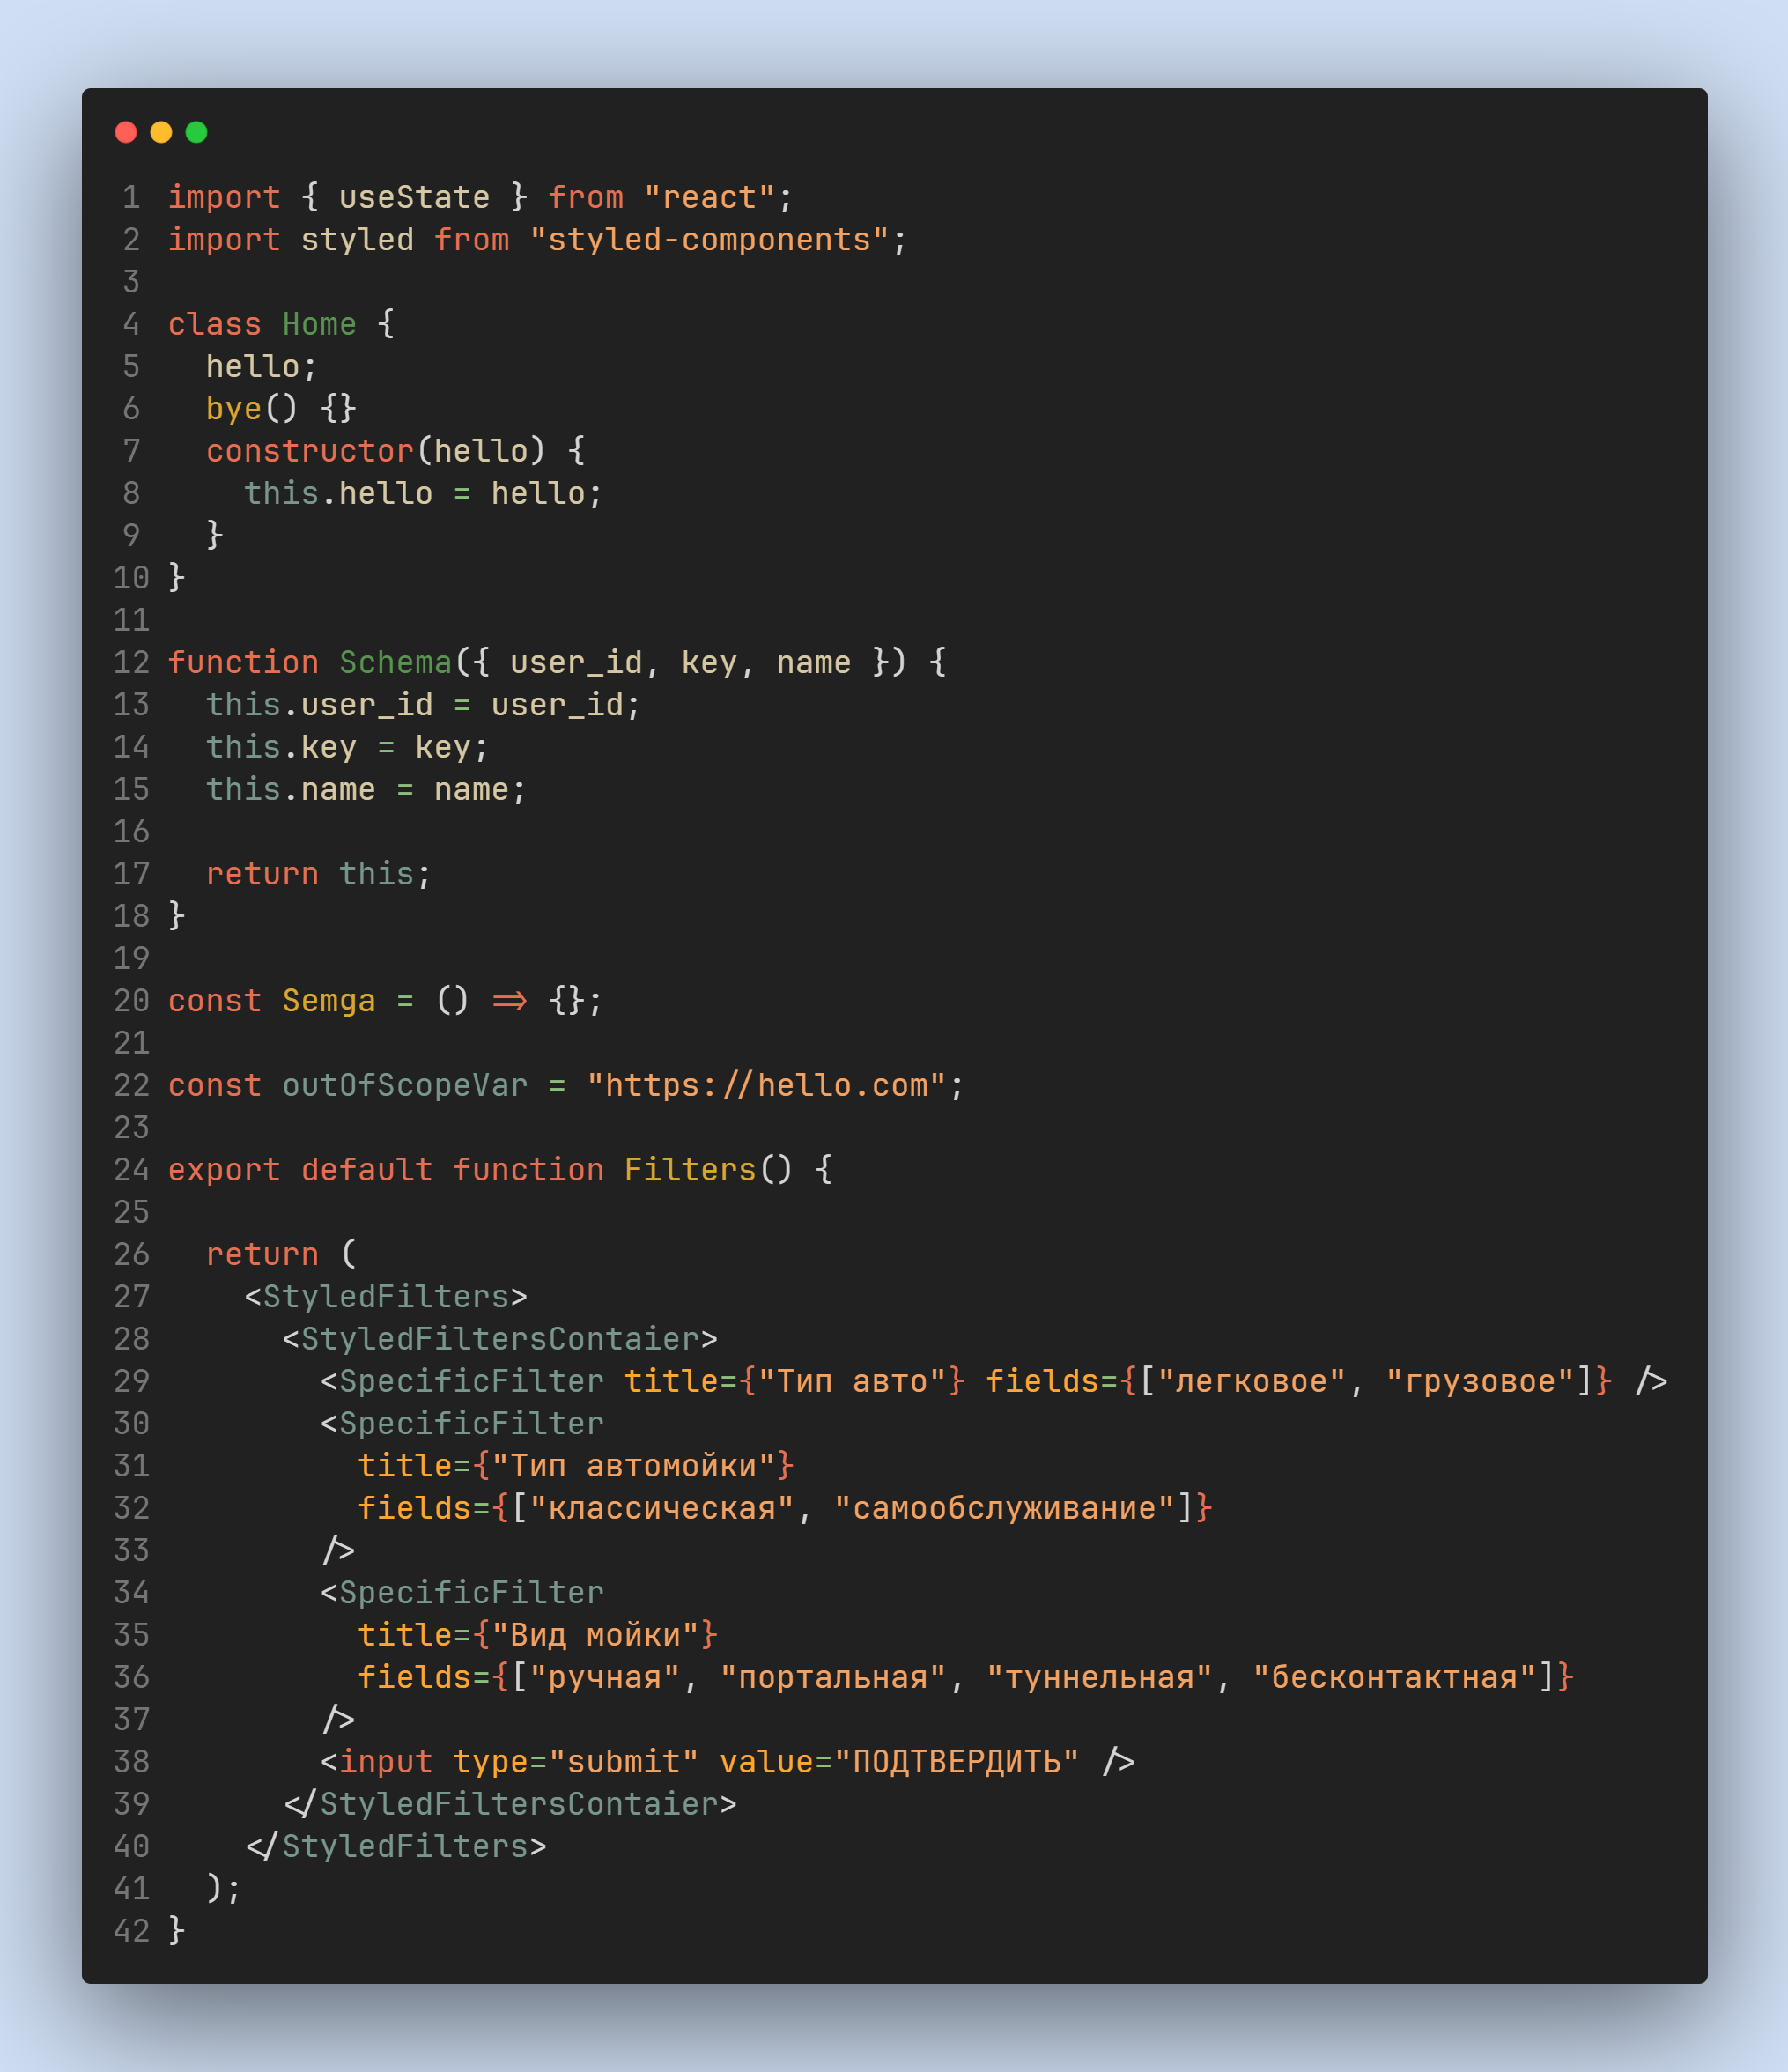 1 import { useState } from "react";
2 import styled from "styled-components";
3
4 class Home {
5   hello;
6   bye() {}
7   constructor(hello) {
8     this.hello = hello;
9   }
10 }
11
12 function Schema({ user_id, key, name }) {
13   this.user_id = user_id;
14   this.key = key;
15   this.name = name;
16
17   return this;
18 }
19
20 const Semga = () => {};
21
22 const outOfScopeVar = "https://hello.com";
23
24 export default function Filters() {
25
26   return (
27     <StyledFilters>
28       <StyledFiltersContaier>
29         <SpecificFilter title={"Тип авто"} fields={["легковое", "грузовое"]} />
30         <SpecificFilter
31           title={"Тип автомойки"}
32           fields={["классическая", "самообслуживание"]}
33         />
34         <SpecificFilter
35           title={"Вид мойки"}
36           fields={["ручная", "портальная", "туннельная", "бесконтактная"]}
37         />
38         <input type="submit" value="ПОДТВЕРДИТЬ" />
39       </StyledFiltersContaier>
40     </StyledFilters>
41   );
42 }